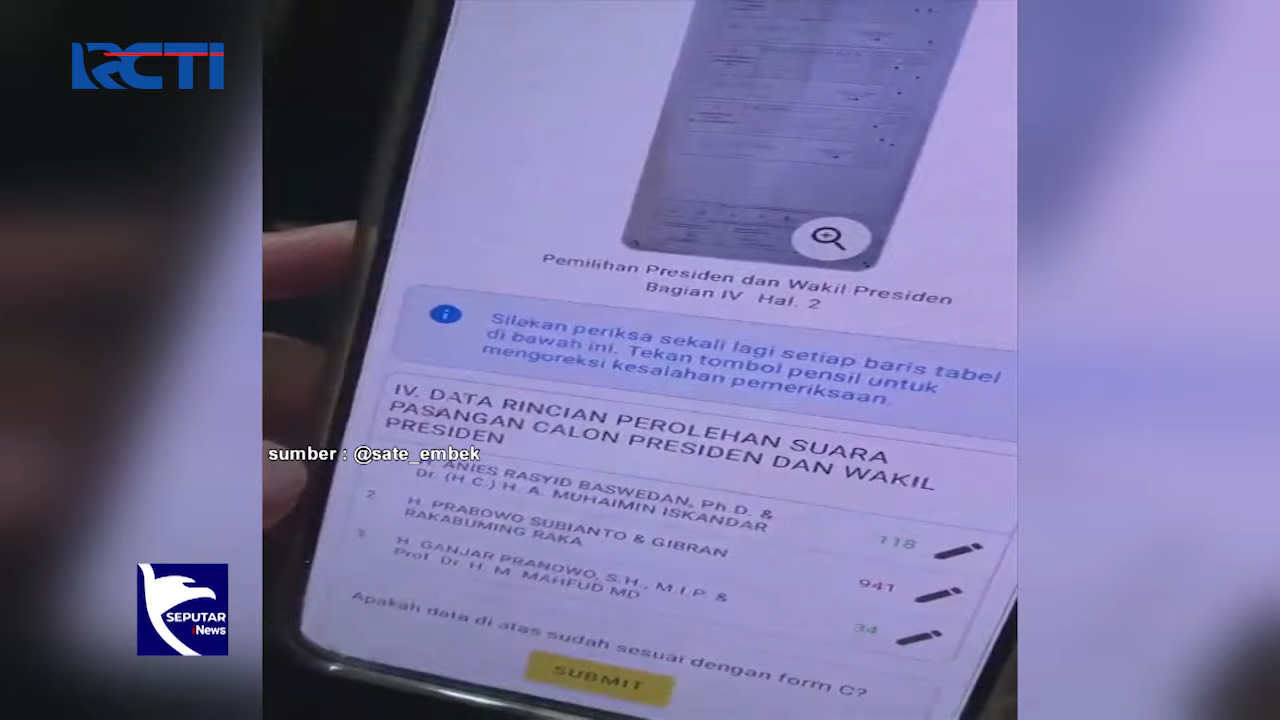 RCTI
Pemilihan Presiden dan Wakil Presiden
Bagian IV Hal. 2
Silakan periksa sekali lagi setiap baris tabel
di bawah ini. Tekan tombol pensil untuk
mengoreksi kesalahan pemeriksaan.
IV. DATA RINCIAN PEROLEHAN SUARA
PASANGAN CALON PRESIDEN DAN WAKIL
PRESIDEN
sumber : @sate_embek
H. ANIES RASYID BASWEDAN, Ph.D. &
Dr. (H C.) H. A. MUHAIMIN ISKANDAR
118
2. H. PRABOWO SUBIANTO & GIBRAN
RAKABUMING RAKA
941
3. H. GANJAR PRANOWO, S.H., M.I.P. &
Prof. Dr. H. M. MAHFUD MD
34
Apakah data di atas sudah sesuai dengan form C?
SUBMIT
SEPUTAR
iNews